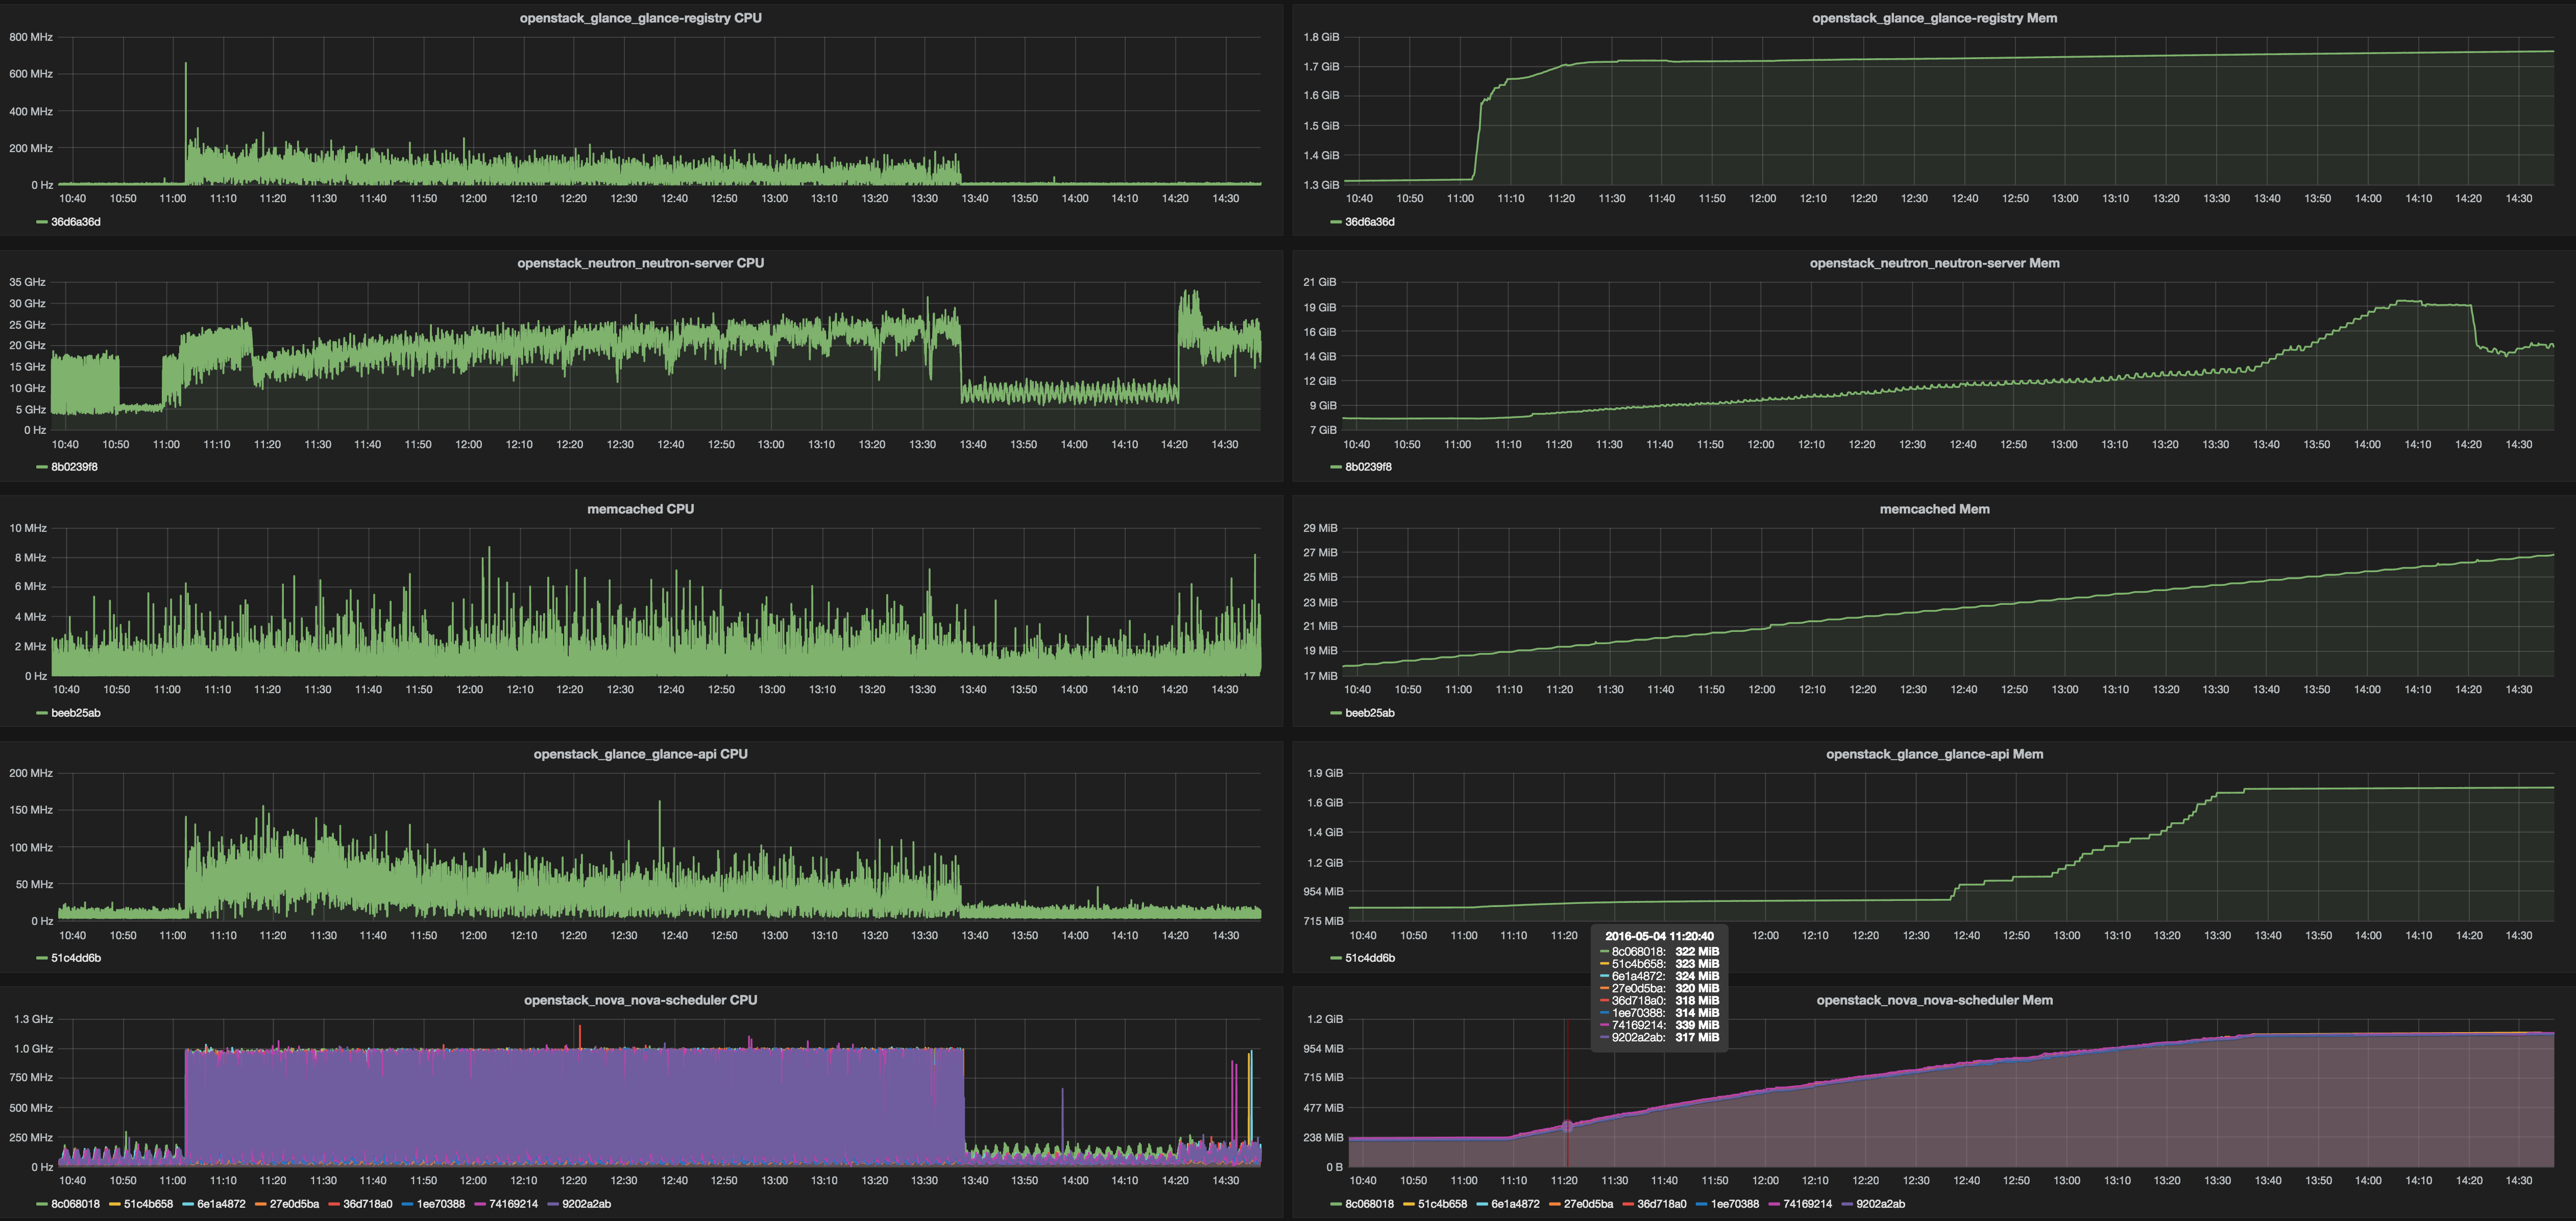 openstack_glance_glance-registry CPU
800 MHz
600 MHz
400 MHz
200 MHz
0 Hz
10:40 10:50 11:00 11:10 11:20 11:30 11:40 11:50 12:00 12:10 12:20 12:30 12:40 12:50 13:00 13:10 13:20 13:30 13:40 13:50 14:00 14:10 14:20 14:30
36d6a36d
openstack_glance_glance-registry Mem
1.8 GiB
1.7 GiB
1.6 GiB
1.5 GiB
1.4 GiB
1.3 GiB
10:40 10:50 11:00 11:10 11:20 11:30 11:40 11:50 12:00 12:10 12:20 12:30 12:40 12:50 13:00 13:10 13:20 13:30 13:40 13:50 14:00 14:10 14:20 14:30
36d6a36d
openstack_neutron_neutron-server CPU
35 GHz
30 GHz
25 GHz
20 GHz
15 GHz
10 GHz
5 GHz
0 Hz
10:40 10:50 11:00 11:10 11:20 11:30 11:40 11:50 12:00 12:10 12:20 12:30 12:40 12:50 13:00 13:10 13:20 13:30 13:40 13:50 14:00 14:10 14:20 14:30
8b0239f8
openstack_neutron_neutron-server Mem
21 GiB
19 GiB
16 GiB
14 GiB
12 GiB
9 GiB
7 GiB
10:40 10:50 11:00 11:10 11:20 11:30 11:40 11:50 12:00 12:10 12:20 12:30 12:40 12:50 13:00 13:10 13:20 13:30 13:40 13:50 14:00 14:10 14:20 14:30
8b0239f8
memcached CPU
10 MHz
8 MHz
6 MHz
4 MHz
2 MHz
0 Hz
10:40 10:50 11:00 11:10 11:20 11:30 11:40 11:50 12:00 12:10 12:20 12:30 12:40 12:50 13:00 13:10 13:20 13:30 13:40 13:50 14:00 14:10 14:20 14:30
beeb25ab
memcached Mem
29 MiB
27 MiB
25 MiB
23 MiB
21 MiB
19 MiB
17 MiB
10:40 10:50 11:00 11:10 11:20 11:30 11:40 11:50 12:00 12:10 12:20 12:30 12:40 12:50 13:00 13:10 13:20 13:30 13:40 13:50 14:00 14:10 14:20 14:30
beeb25ab
openstack_glance_glance-api CPU
200 MHz
150 MHz
100 MHz
50 MHz
0 Hz
10:40 10:50 11:00 11:10 11:20 11:30 11:40 11:50 12:00 12:10 12:20 12:30 12:40 12:50 13:00 13:10 13:20 13:30 13:40 13:50 14:00 14:10 14:20 14:30
51c4dd6b
openstack_glance_glance-api Mem
1.9 GiB
1.6 GiB
1.4 GiB
1.2 GiB
954 MiB
715 MiB
10:40 10:50 11:00 11:10 11:20 12:00 12:10 12:20 12:30 12:40 12:50 13:00 13:10 13:20 13:30 13:40 13:50 14:00 14:10 14:20 14:30
51c4dd6b
2016-05-04 11:20:40
8c068018: 322 MiB
51c4b658: 323 MiB
6e1a4872: 324 MiB
27e0d5ba: 320 MiB
36d718a0: 318 MiB
1ee70388: 314 MiB
74169214: 339 MiB
9202a2ab: 317 MiB
openstack_nova_nova-scheduler CPU
1.3 GHz
1.0 GHz
750 MHz
500 MHz
250 MHz
0 Hz
10:40 10:50 11:00 11:10 11:20 11:30 11:40 11:50 12:00 12:10 12:20 12:30 12:40 12:50 13:00 13:10 13:20 13:30 13:40 13:50 14:00 14:10 14:20 14:30
8c068018 51c4b658 6e1a4872 27e0d5ba 36d718a0 1ee70388 74169214 9202a2ab
openstack_nova_nova-scheduler Mem
1.2 GiB
954 MiB
715 MiB
477 MiB
238 MiB
0 B
10:40 10:50 11:00 11:10 11:20 11:30 11:40 11:50 12:00 12:10 12:20 12:30 12:40 12:50 13:00 13:10 13:20 13:30 13:40 13:50 14:00 14:10 14:20 14:30
8c068018 51c4b658 6e1a4872 27e0d5ba 36d718a0 1ee70388 74169214 9202a2ab